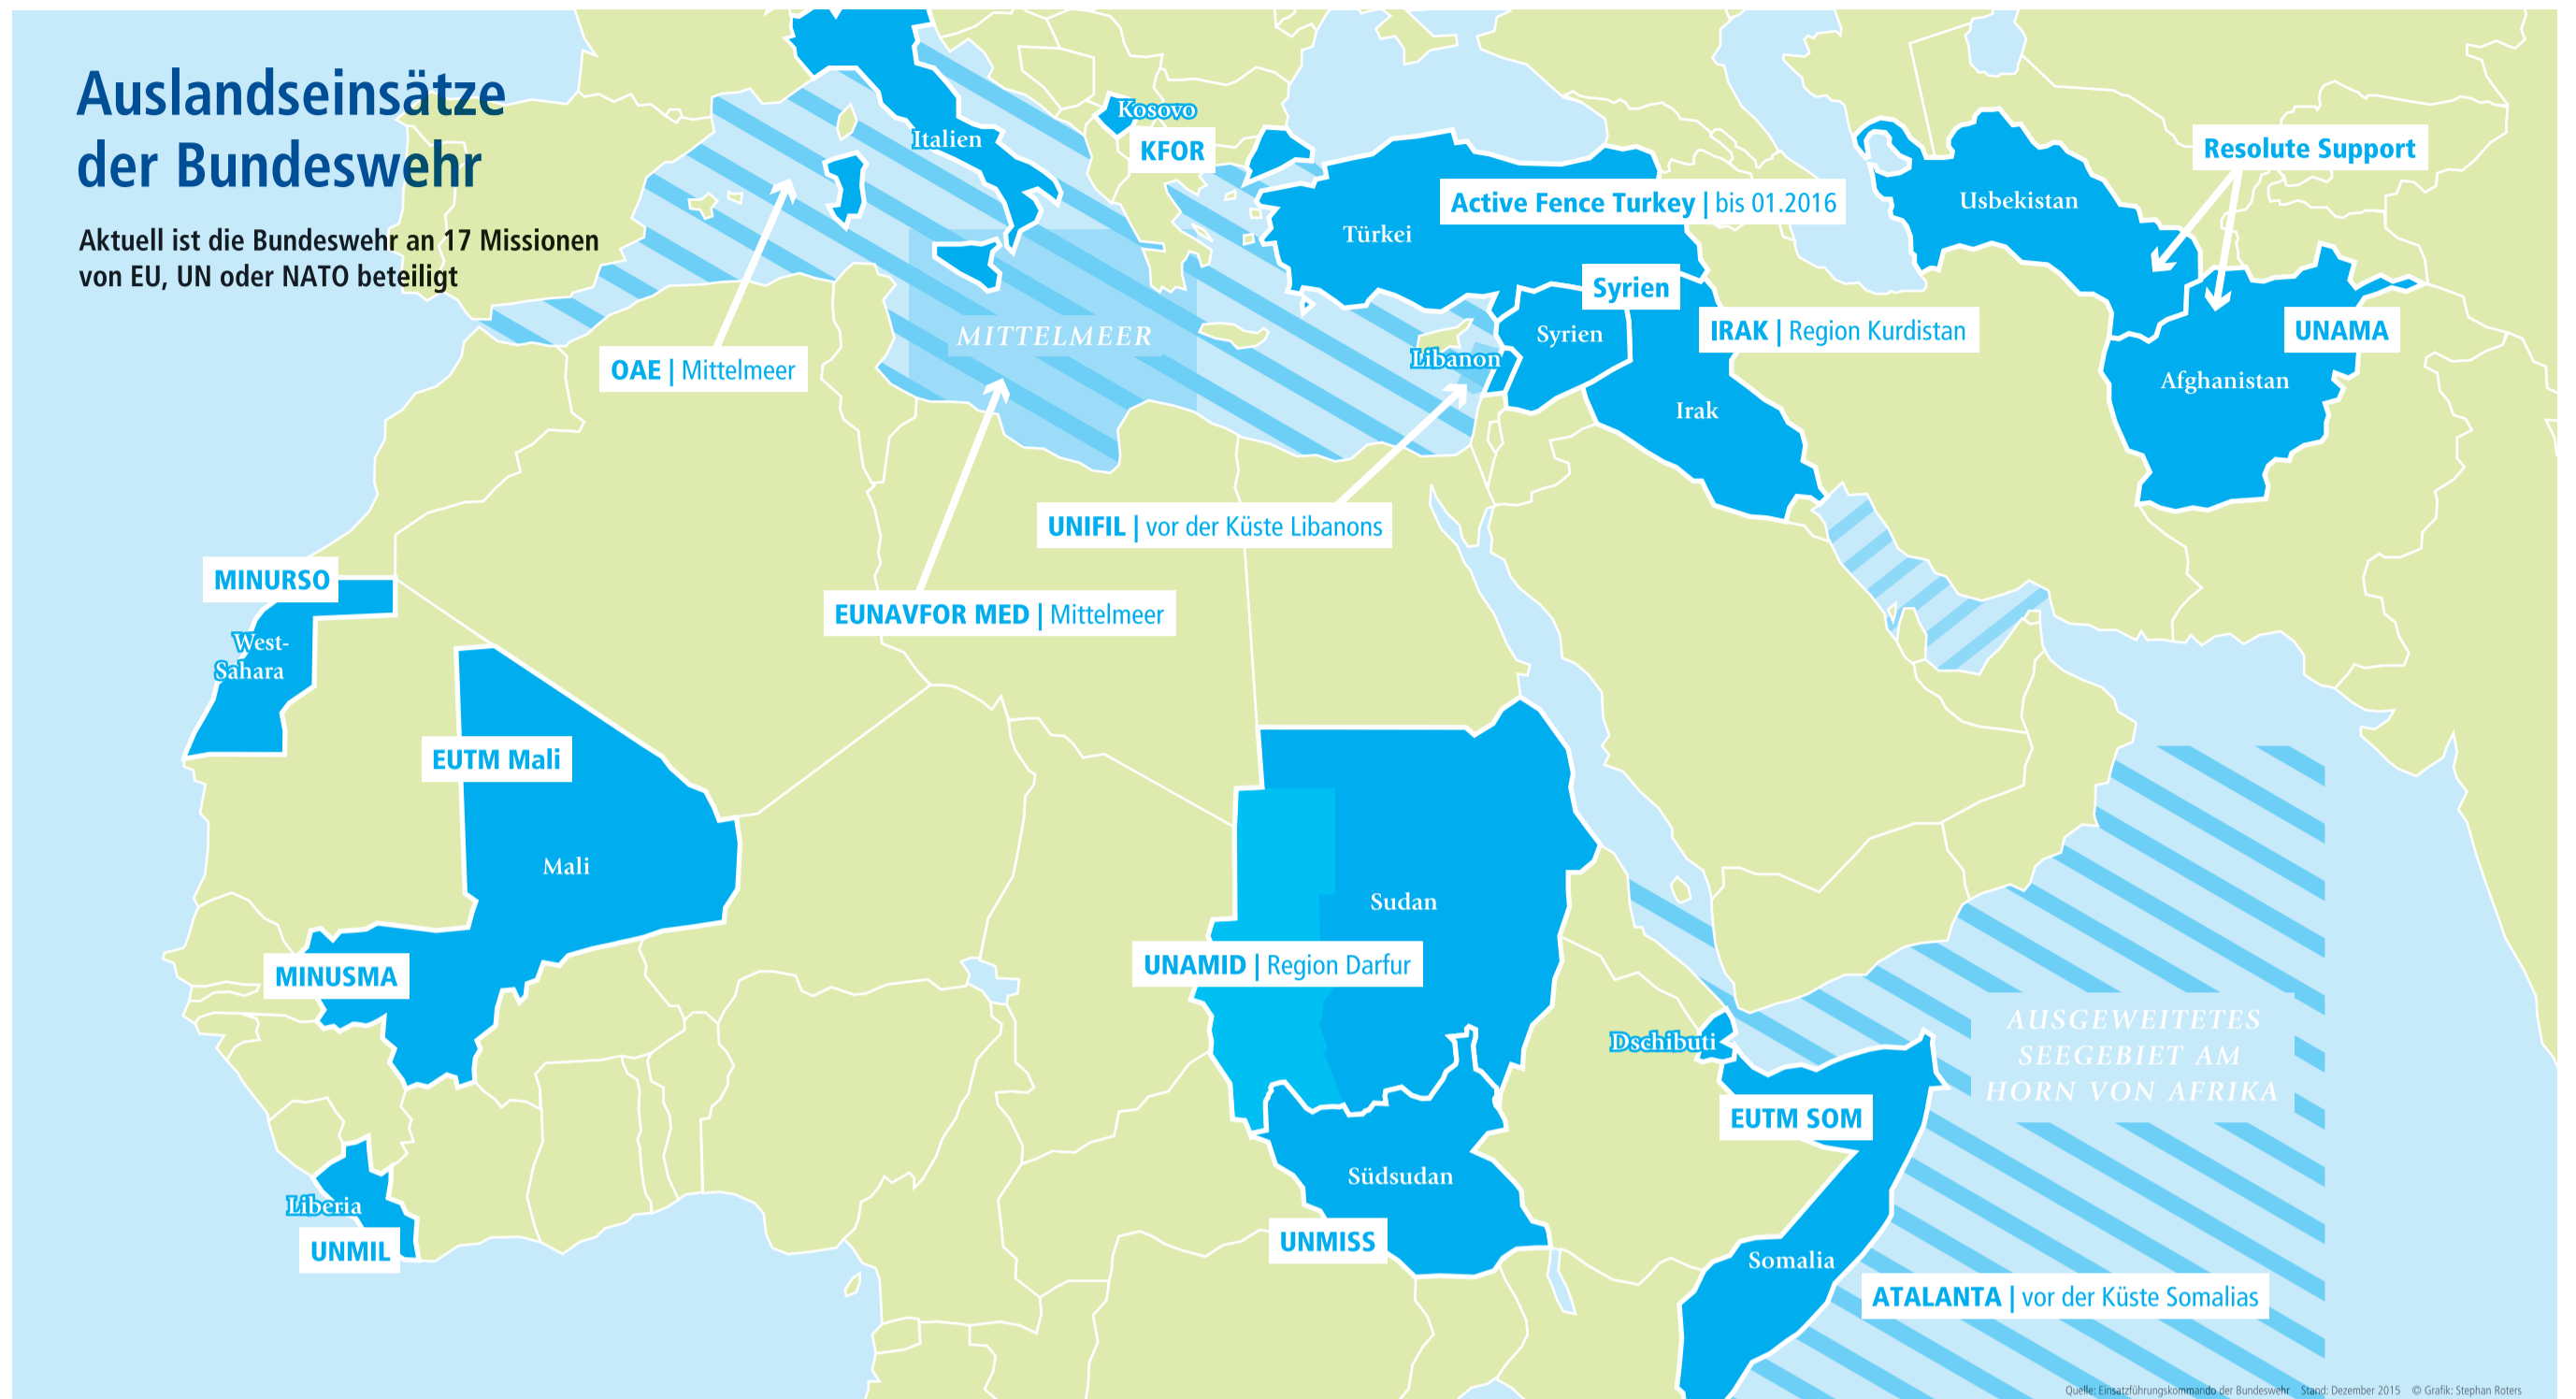 Auslandseinsätze
der Bundeswehr
Aktuell ist die Bundeswehr an 17 Missionen
von EU, UN oder NATO beteiligt
Kosovo
KFOR
Italien
Resolute Support
Active Fence Turkey | bis 01.2016
Usbekistan
Türkei
Syrien
Syrien
IRAK | Region Kurdistan
UNAMA
MITTELMEER
Libanon
OAE | Mittelmeer
Afghanistan
Irak
UNIFIL | vor der Küste Libanons
MINURSO
EUNAVFOR MED | Mittelmeer
West-
Sahara
EUTM Mali
Mali
Sudan
MINUSMA
UNAMID | Region Darfur
AUSGEWEITETES
SEEGEBIET AM
HORN VON AFRIKA
Dschibuti
EUTM SOM
Südsudan
Liberia
UNMIL
UNMISS
Somalia
ATALANTA | vor der Küste Somalias
Quelle: Einsatzführungskommando der Bundeswehr Stand: Dezember 2015 © Grafik: Stephan Roters